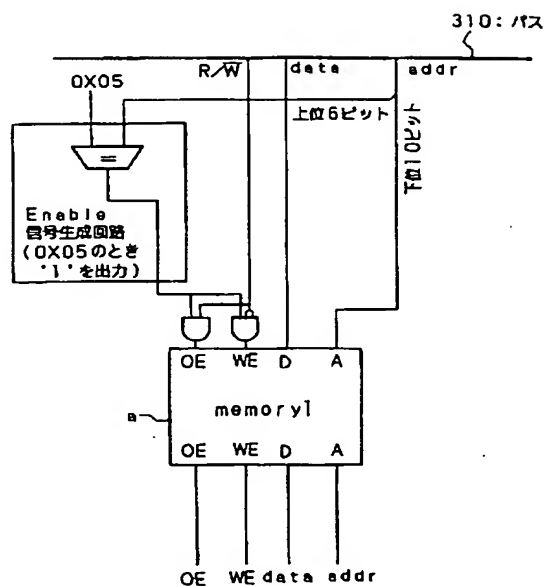 310: バス
R/W̅
data
addr
0X05
上位6ビット
下位10ビット
=
Enable
信号生成回路
(0X05のとき
'1'を出力)
OE WE D A
a
memory1
OE WE D A
OE WE data addr